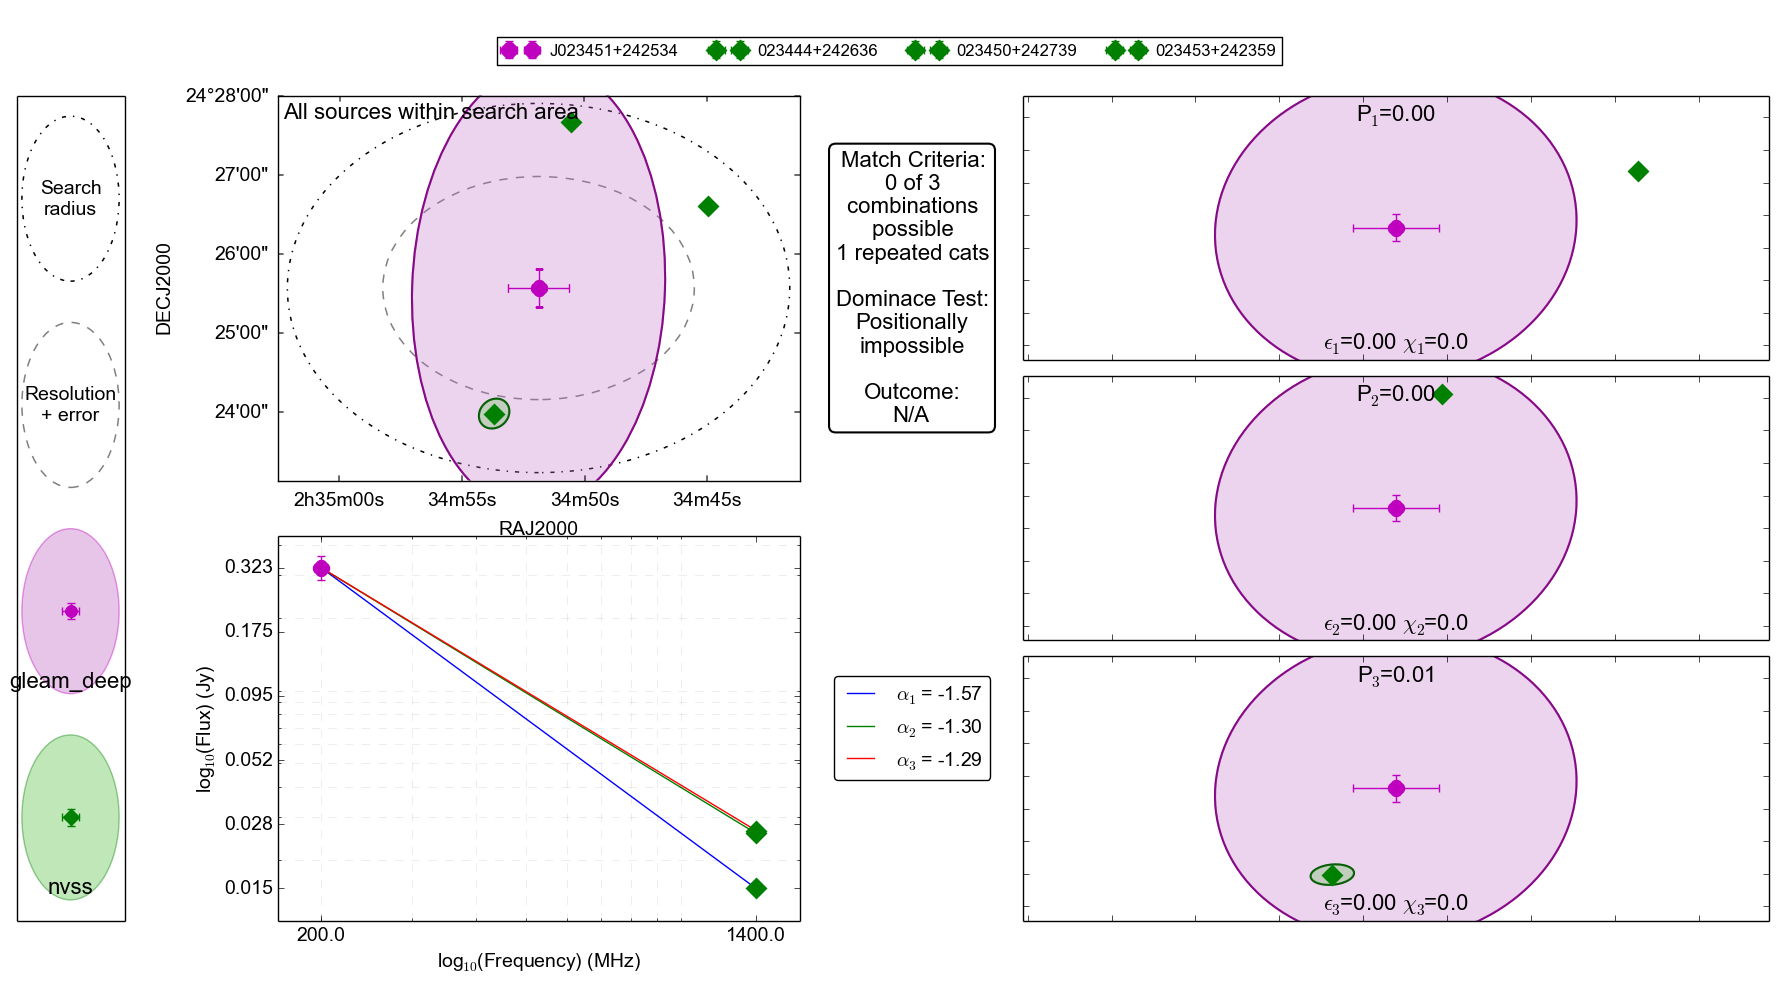 J023451+242534
023444+242636
023450+242739
023453+242359
Search
radius
Resolution
+ error
gleam_deep
nvss
All sources within search area
24°28'00"
27'00"
26'00"
25'00"
24'00"
DECJ2000
2h35m00s
34m55s
34m50s
34m45s
RAJ2000
0.323
0.175
0.095
0.052
0.028
0.015
log10(Flux) (Jy)
200.0
1400.0
log10(Frequency) (MHz)
Match Criteria:
0 of 3
combinations
possible
1 repeated cats
Dominace Test:
Positionally
impossible
Outcome:
N/A
α1 = -1.57
α2 = -1.30
α3 = -1.29
P1=0.00
ϵ1=0.00 χ1=0.0
P2=0.00
ϵ2=0.00 χ2=0.0
P3=0.01
ϵ3=0.00 χ3=0.0